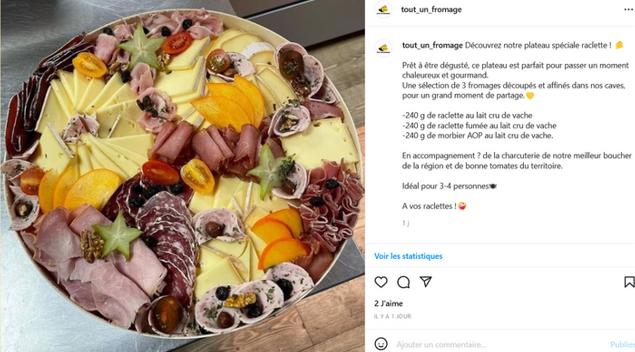 tout_un_fromage
tout_un_fromage Découvrez notre plateau spéciale raclette !
Prêt à être dégusté, ce plateau est parfait pour passer un moment
chaleureux et gourmand.
Une sélection de 3 fromages découpés et affinés dans nos caves,
pour un grand moment de partage.
-240 g de raclette au lait cru de vache
-240 g de raclette fumée au lait cru de vache
-240 g de morbier AOP au lait cru de vache.
En accompagnement ? de la charcuterie de notre meilleur boucher
de la région et de bonne tomates du territoire.
Idéal pour 3-4 personnes
A vos raclettes !
1 j
Voir les statistiques
2 J'aime
IL Y A 1 JOUR
Ajouter un commentaire...
Publier